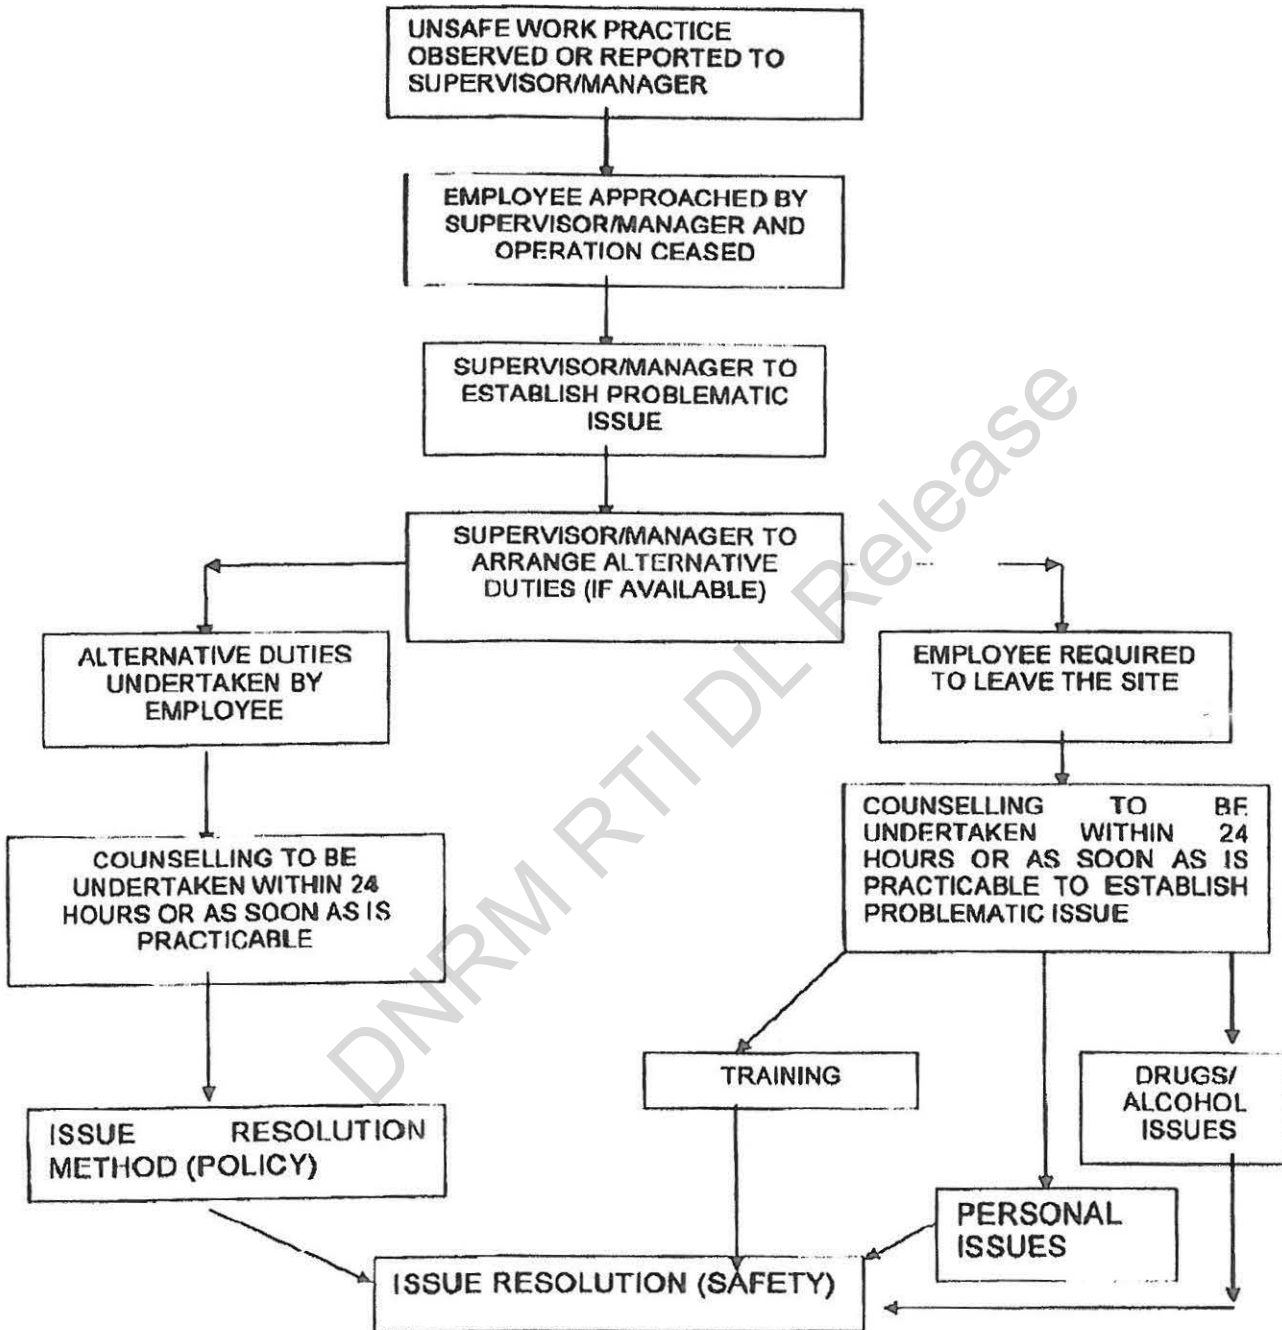 UNSAFE WORK PRACTICE
OBSERVED OR REPORTED TO
SUPERVISOR/MANAGER
EMPLOYEE APPROACHED BY
SUPERVISOR/MANAGER AND
OPERATION CEASED
SUPERVISOR/MANAGER TO
ESTABLISH PROBLEMATIC
ISSUE
SUPERVISOR/MANAGER TO
ARRANGE ALTERNATIVE
DUTIES (IF AVAILABLE)
ALTERNATIVE DUTIES
UNDERTAKEN BY
EMPLOYEE
EMPLOYEE REQUIRED
TO LEAVE THE SITE
COUNSELLING TO BE
UNDERTAKEN WITHIN 24
HOURS OR AS SOON AS IS
PRACTICABLE
COUNSELLING TO BE
UNDERTAKEN WITHIN 24
HOURS OR AS SOON AS IS
PRACTICABLE TO ESTABLISH
PROBLEMATIC ISSUE
TRAINING
DRUGS/
ALCOHOL
ISSUES
ISSUE RESOLUTION
METHOD (POLICY)
PERSONAL
ISSUES
ISSUE RESOLUTION (SAFETY)
DNRM RTI DL Release